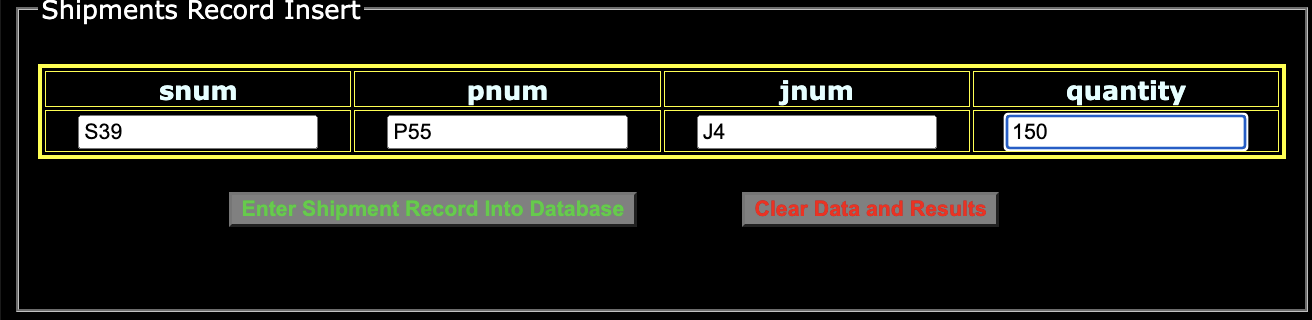 Shipments Record Insert
snum pnum jnum quantity
S39 P55 J4 150
Enter Shipment Record Into Database Clear Data and Results